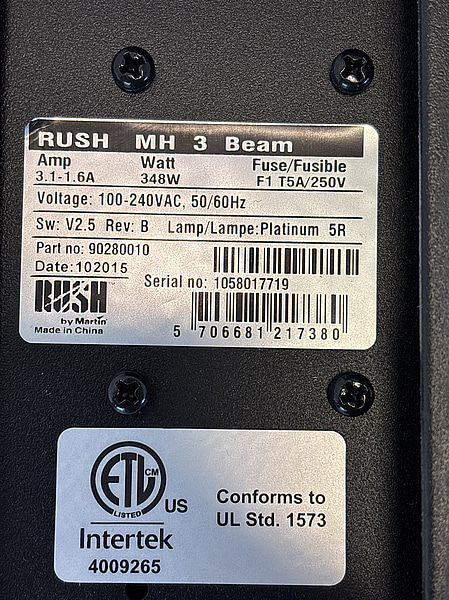 RUSH MH 3 Beam
Amp Watt Fuse/Fusible
3.1-1.6A 348W F1 T5A/250V
Voltage: 100-240VAC, 50/60Hz
Sw: V2.5 Rev: B Lamp/Lampe:Platinum 5R
Part no: 90280010
Date:102015
Serial no: 1058017719
RUSH
by Martin
Made in China
5 706681 217380
ETL CM
LISTED
US
Intertek
4009265
Conforms to
UL Std. 1573